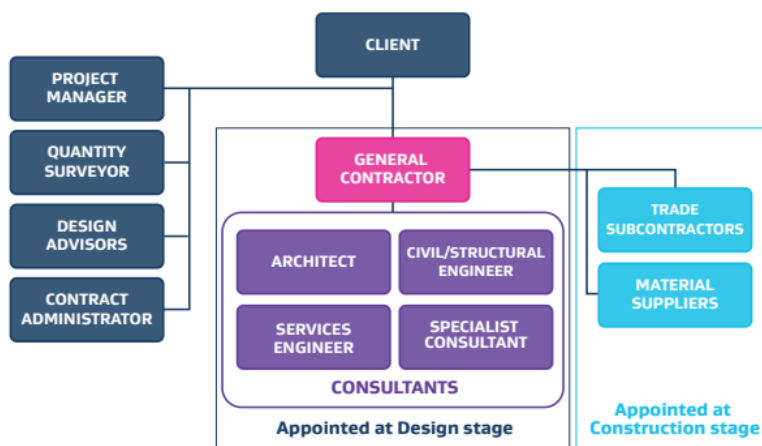 CLIENT
PROJECT
MANAGER
QUANTITY
SURVEYOR
DESIGN
ADVISORS
CONTRACT
ADMINISTRATOR
GENERAL
CONTRACTOR
ARCHITECT
CIVIL/STRUCTURAL
ENGINEER
SERVICES
ENGINEER
SPECIALIST
CONSULTANT
CONSULTANTS
Appointed at Design stage
TRADE
SUBCONTRACTORS
MATERIAL
SUPPLIERS
Appointed at
Construction stage